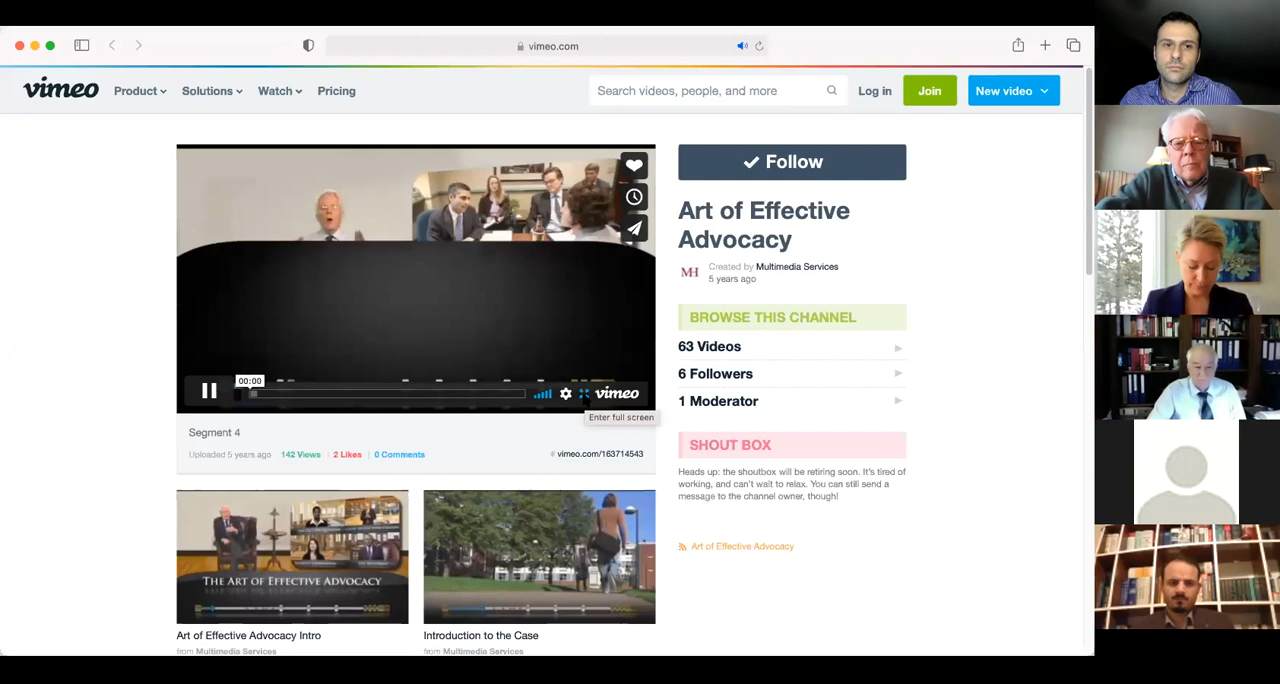 vimeo.com
vimeo
Product
Solutions
Watch
Pricing
Search videos, people, and more
Log in
Join
New video
Follow
Art of Effective
Advocacy
MH
Created by Multimedia Services
5 years ago
BROWSE THIS CHANNEL
63 Videos
6 Followers
1 Moderator
SHOUT BOX
Heads up: the shoutbox will be retiring soon. It's tired of
working, and can't wait to relax. You can still send a
message to the channel owner, though!
Art of Effective Advocacy
00:00
vimeo
Enter full screen
Segment 4
Uploaded 5 years ago
142 Views
2 Likes
0 Comments
vimeo.com/163714543
THE ART OF EFFECTIVE ADVOCACY
Art of Effective Advocacy Intro
from Multimedia Services
Introduction to the Case
from Multimedia Services